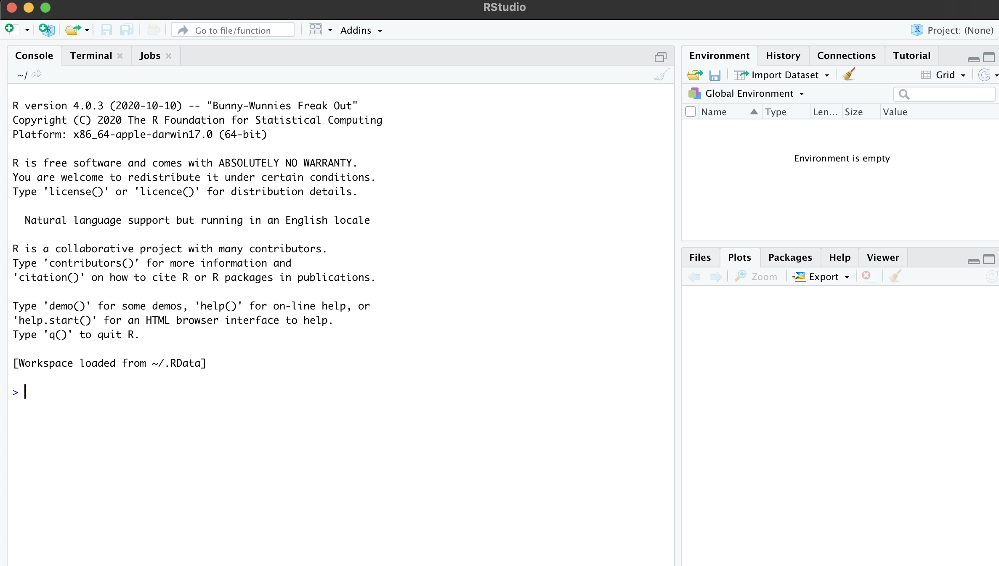 RStudio
Go to file/function
Addins
Project: (None)
Console Terminal Jobs
~/
R version 4.0.3 (2020-10-10) -- "Bunny-Wunnies Freak Out"
Copyright (C) 2020 The R Foundation for Statistical Computing
Platform: x86_64-apple-darwin17.0 (64-bit)
R is free software and comes with ABSOLUTELY NO WARRANTY.
You are welcome to redistribute it under certain conditions.
Type 'license()' or 'licence()' for distribution details.
Natural language support but running in an English locale
R is a collaborative project with many contributors.
Type 'contributors()' for more information and
'citation()' on how to cite R or R packages in publications.
Type 'demo()' for some demos, 'help()' for on-line help, or
'help.start()' for an HTML browser interface to help.
Type 'q()' to quit R.
[Workspace loaded from ~/.RData]
>
Environment History Connections Tutorial
Import Dataset Grid
Global Environment
Name Type Len... Size Value
Environment is empty
Files Plots Packages Help Viewer
Zoom Export